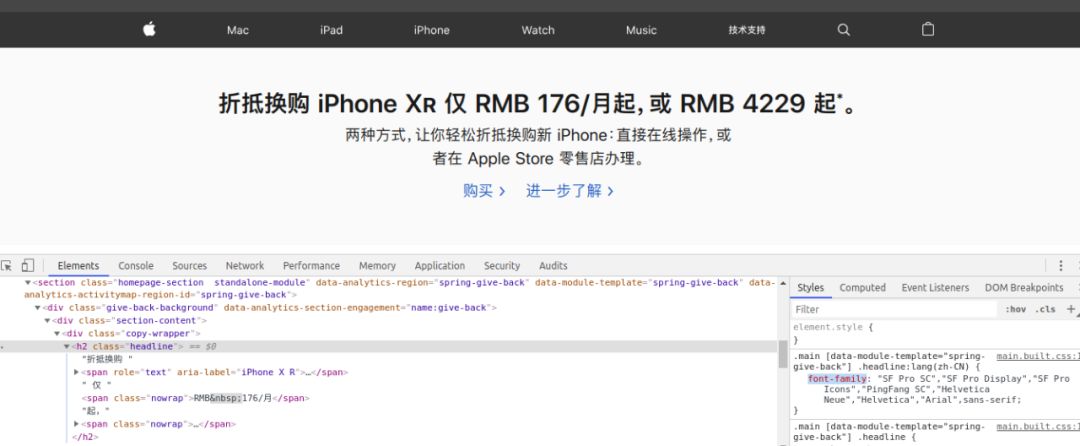 Mac iPad iPhone Watch Music 技术支持
折抵换购 iPhone XR 仅 RMB 176/月起，或 RMB 4229 起*。
两种方式，让你轻松折抵换购新 iPhone：直接在线操作，或
者在 Apple Store 零售店办理。
购买 > 进一步了解 >
Elements Console Sources Network Performance Memory Application Security Audits
▼<section class="homepage-section  standalone-module" data-analytics-region="spring-give-back" data-module-template="spring-give-back" data-
analytics-activitymap-region-id="spring-give-back">
▼<div class="give-back-background" data-analytics-section-engagement="name:give-back">
▼<div class="section-content">
▼<div class="copy-wrapper">
▼<h2 class="headline"> == $0
"折抵换购 "
▶<span role="text" aria-label="iPhone X R">…</span>
" 仅 "
<span class="nowrap">RMB&nbsp;176/月</span>
"起，"
▶<span class="nowrap">…</span>
</h2>
Styles Computed Event Listeners DOM Breakpoints
Filter :hov .cls +
element.style {
}
.main [data-module-template="spring-give-back"] .headline:lang(zh-CN) { main.built.css:1
font-family: "SF Pro SC","SF Pro Display","SF Pro
Icons","PingFang SC","Helvetica
Neue","Helvetica","Arial",sans-serif;
}
.main [data-module-template="spring-give-back"] .headline { main.built.css:1